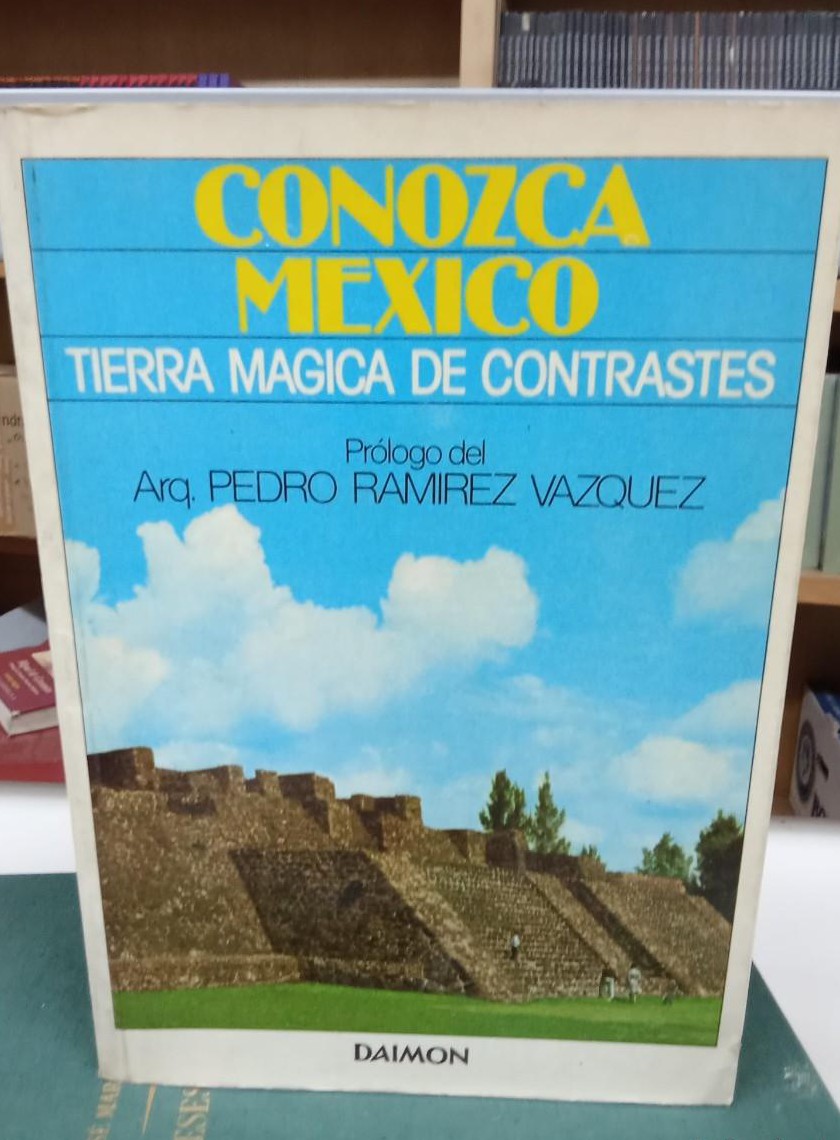 CONOZCA
MEXICO
TIERRA MAGICA DE CONTRASTES
Prólogo del
Arq. PEDRO RAMIREZ VAZQUEZ
DAIMON